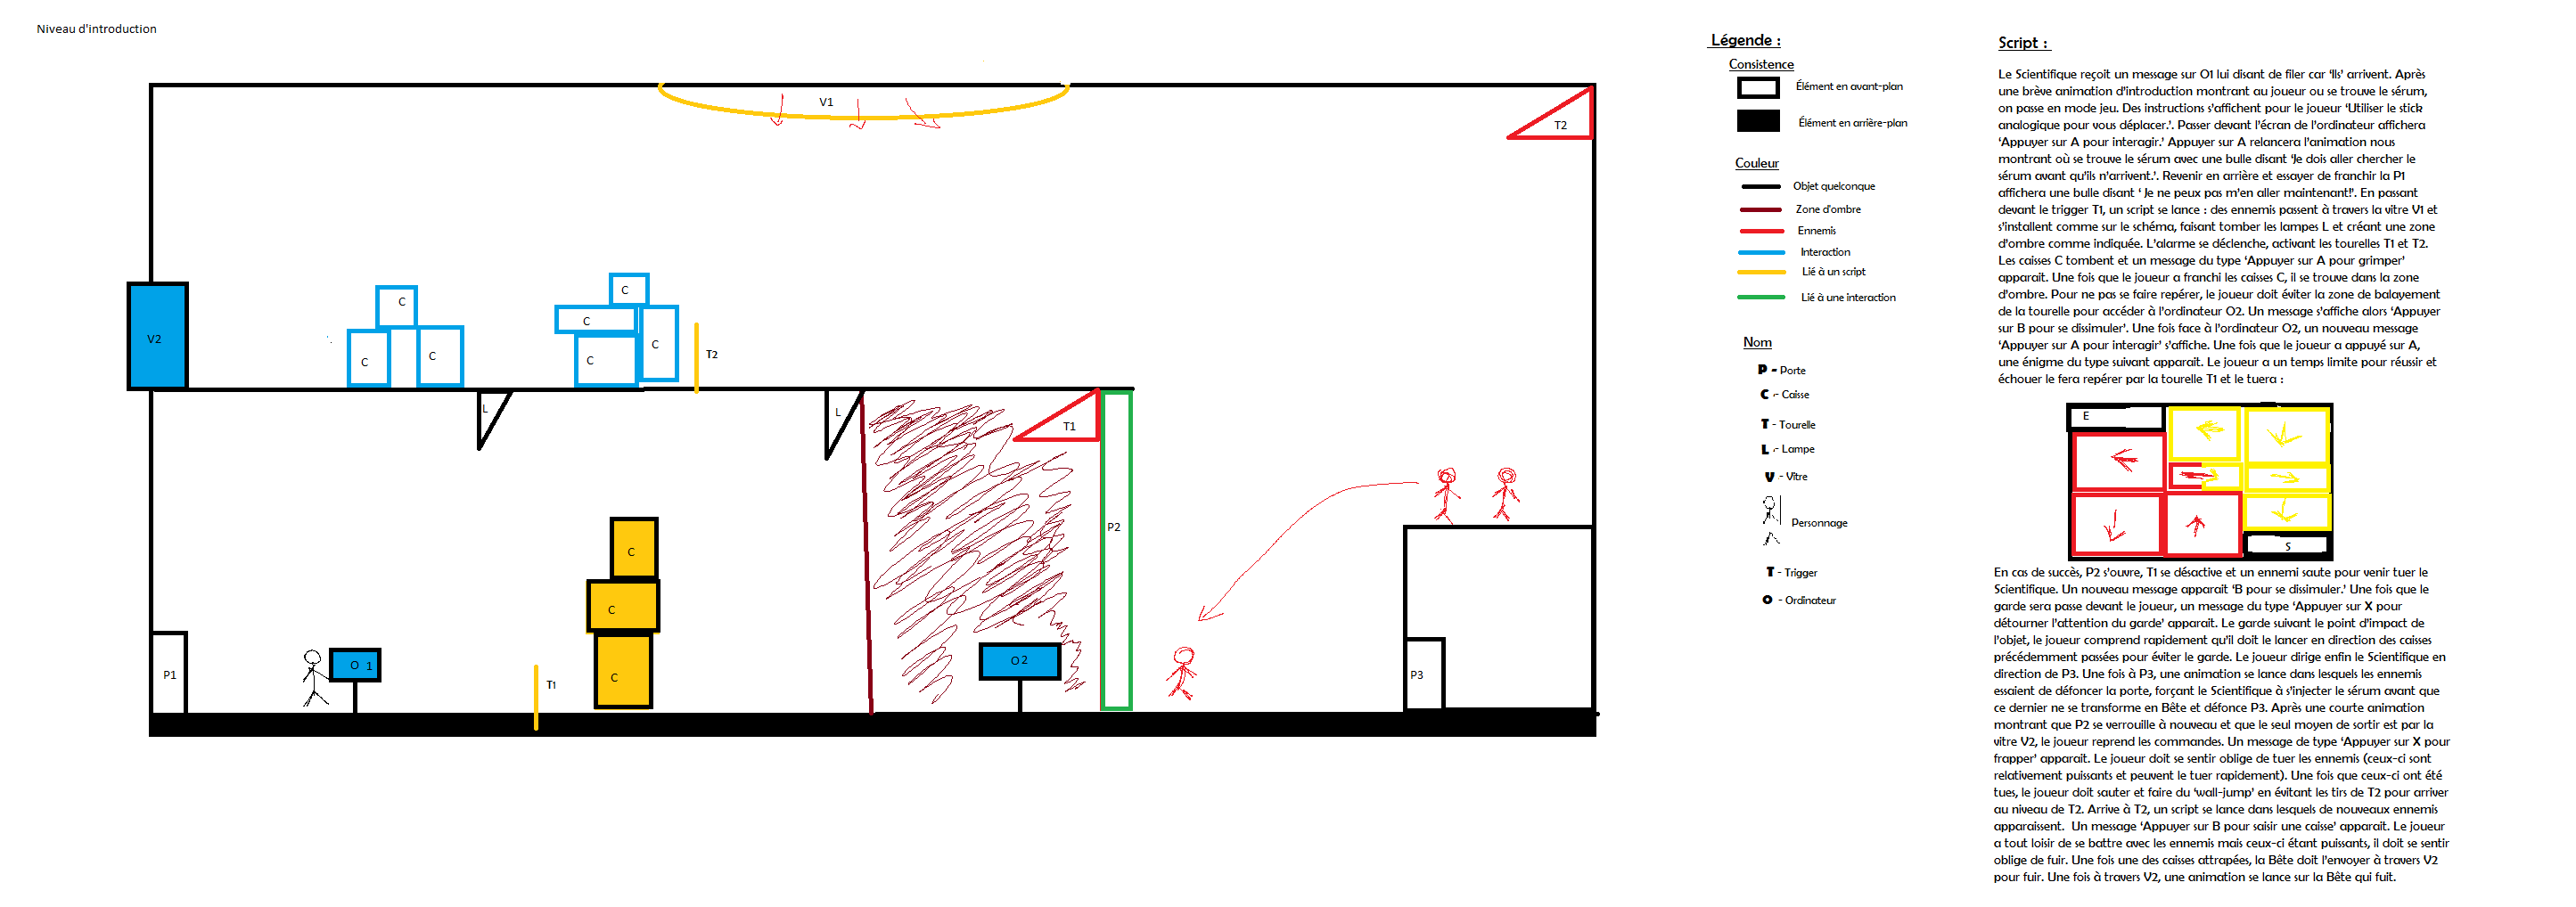 Niveau d'introduction
V1
T2
V2
C
C
C
C
C
C
C
T2
L
L
T1
P2
C
C
C
P1
O 1
T1
O2
P3
Légende :
Consistence
Élément en avant-plan
Élément en arrière-plan
Couleur
Objet quelconque
Zone d'ombre
Ennemis
Interaction
Lié à un script
Lié à une interaction
Nom
P - Porte
C - Caisse
T - Tourelle
L - Lampe
V - Vitre
Personnage
T - Trigger
O - Ordinateur
Script :
Le Scientifique reçoit un message sur O1 lui disant de filer car 'Ils' arrivent. Après
une brève animation d'introduction montrant au joueur ou se trouve le sérum,
on passe en mode jeu. Des instructions s'affichent pour le joueur 'Utiliser le stick
analogique pour vous déplacer.'. Passer devant l'écran de l'ordinateur affichera
'Appuyer sur A pour interagir.' Appuyer sur A relancera l'animation nous
montrant où se trouve le sérum avec une bulle disant 'Je dois aller chercher le
sérum avant qu'ils n'arrivent.'. Revenir en arrière et essayer de franchir la P1
affichera une bulle disant ' Je ne peux pas m'en aller maintenant!'. En passant
devant le trigger T1, un script se lance : des ennemis passent à travers la vitre V1 et
s'installent comme sur le schéma, faisant tomber les lampes L et créant une zone
d'ombre comme indiquée. L'alarme se déclenche, activant les tourelles T1 et T2.
Les caisses C tombent et un message du type 'Appuyer sur A pour grimper'
apparait. Une fois que le joueur a franchi les caisses C, il se trouve dans la zone
d'ombre. Pour ne pas se faire repérer, le joueur doit éviter la zone de balayement
de la tourelle pour accéder à l'ordinateur O2. Un message s'affiche alors 'Appuyer
sur B pour se dissimuler'. Une fois face à l'ordinateur O2, un nouveau message
'Appuyer sur A pour interagir' s'affiche. Une fois que le joueur a appuyé sur A,
une énigme du type suivant apparait. Le joueur a un temps limite pour réussir et
échouer le fera repérer par la tourelle T1 et le tuera :
E
S
En cas de succès, P2 s'ouvre, T1 se désactive et un ennemi saute pour venir tuer le
Scientifique. Un nouveau message apparait 'B pour se dissimuler.' Une fois que le
garde sera passe devant le joueur, un message du type 'Appuyer sur X pour
détourner l'attention du garde' apparait. Le garde suivant le point d'impact de
l'objet, le joueur comprend rapidement qu'il doit le lancer en direction des caisses
précédemment passées pour éviter le garde. Le joueur dirige enfin le Scientifique en
direction de P3. Une fois à P3, une animation se lance dans lesquels les ennemis
essaient de défoncer la porte, forçant le Scientifique à s'injecter le sérum avant que
ce dernier ne se transforme en Bête et défonce P3. Après une courte animation
montrant que P2 se verrouille à nouveau et que le seul moyen de sortir est par la
vitre V2, le joueur reprend les commandes. Un message de type 'Appuyer sur X pour
frapper' apparait. Le joueur doit se sentir oblige de tuer les ennemis (ceux-ci sont
relativement puissants et peuvent le tuer rapidement). Une fois que ceux-ci ont été
tues, le joueur doit sauter et faire du 'wall-jump' en évitant les tirs de T2 pour arriver
au niveau de T2. Arrive à T2, un script se lance dans lesquels de nouveaux ennemis
apparaissent. Un message 'Appuyer sur B pour saisir une caisse' apparait. Le joueur
a tout loisir de se battre avec les ennemis mais ceux-ci étant puissants, il doit se sentir
oblige de fuir. Une fois une des caisses attrapées, la Bête doit l'envoyer à travers V2
pour fuir. Une fois à travers V2, une animation se lance sur la Bête qui fuit.